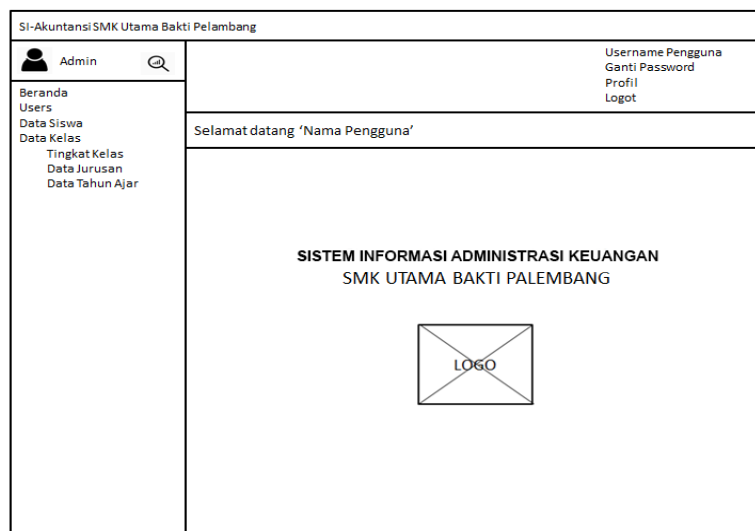 SI-Akuntansi SMK Utama Bakti Pelambang
Admin
Beranda
Users
Data Siswa
Data Kelas
Tingkat Kelas
Data Jurusan
Data Tahun Ajar
Username Pengguna
Ganti Password
Profil
Logot
Selamat datang ‘Nama Pengguna’
SISTEM INFORMASI ADMINISTRASI KEUANGAN
SMK UTAMA BAKTI PALEMBANG
LOGO